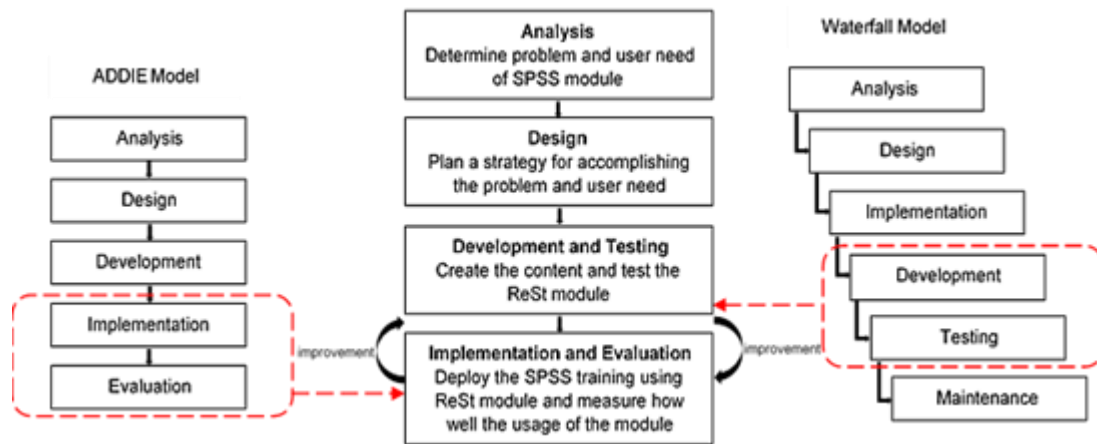 ADDIE Model
Analysis
Design
Development
Implementation
Evaluation
Analysis
Determine problem and user need
of SPSS module
Design
Plan a strategy for accomplishing
the problem and user need
Development and Testing
Create the content and test the
ReSt module
improvement
improvement
Implementation and Evaluation
Deploy the SPSS training using
ReSt module and measure how
well the usage of the module
Waterfall Model
Analysis
Design
Implementation
Development
Testing
Maintenance